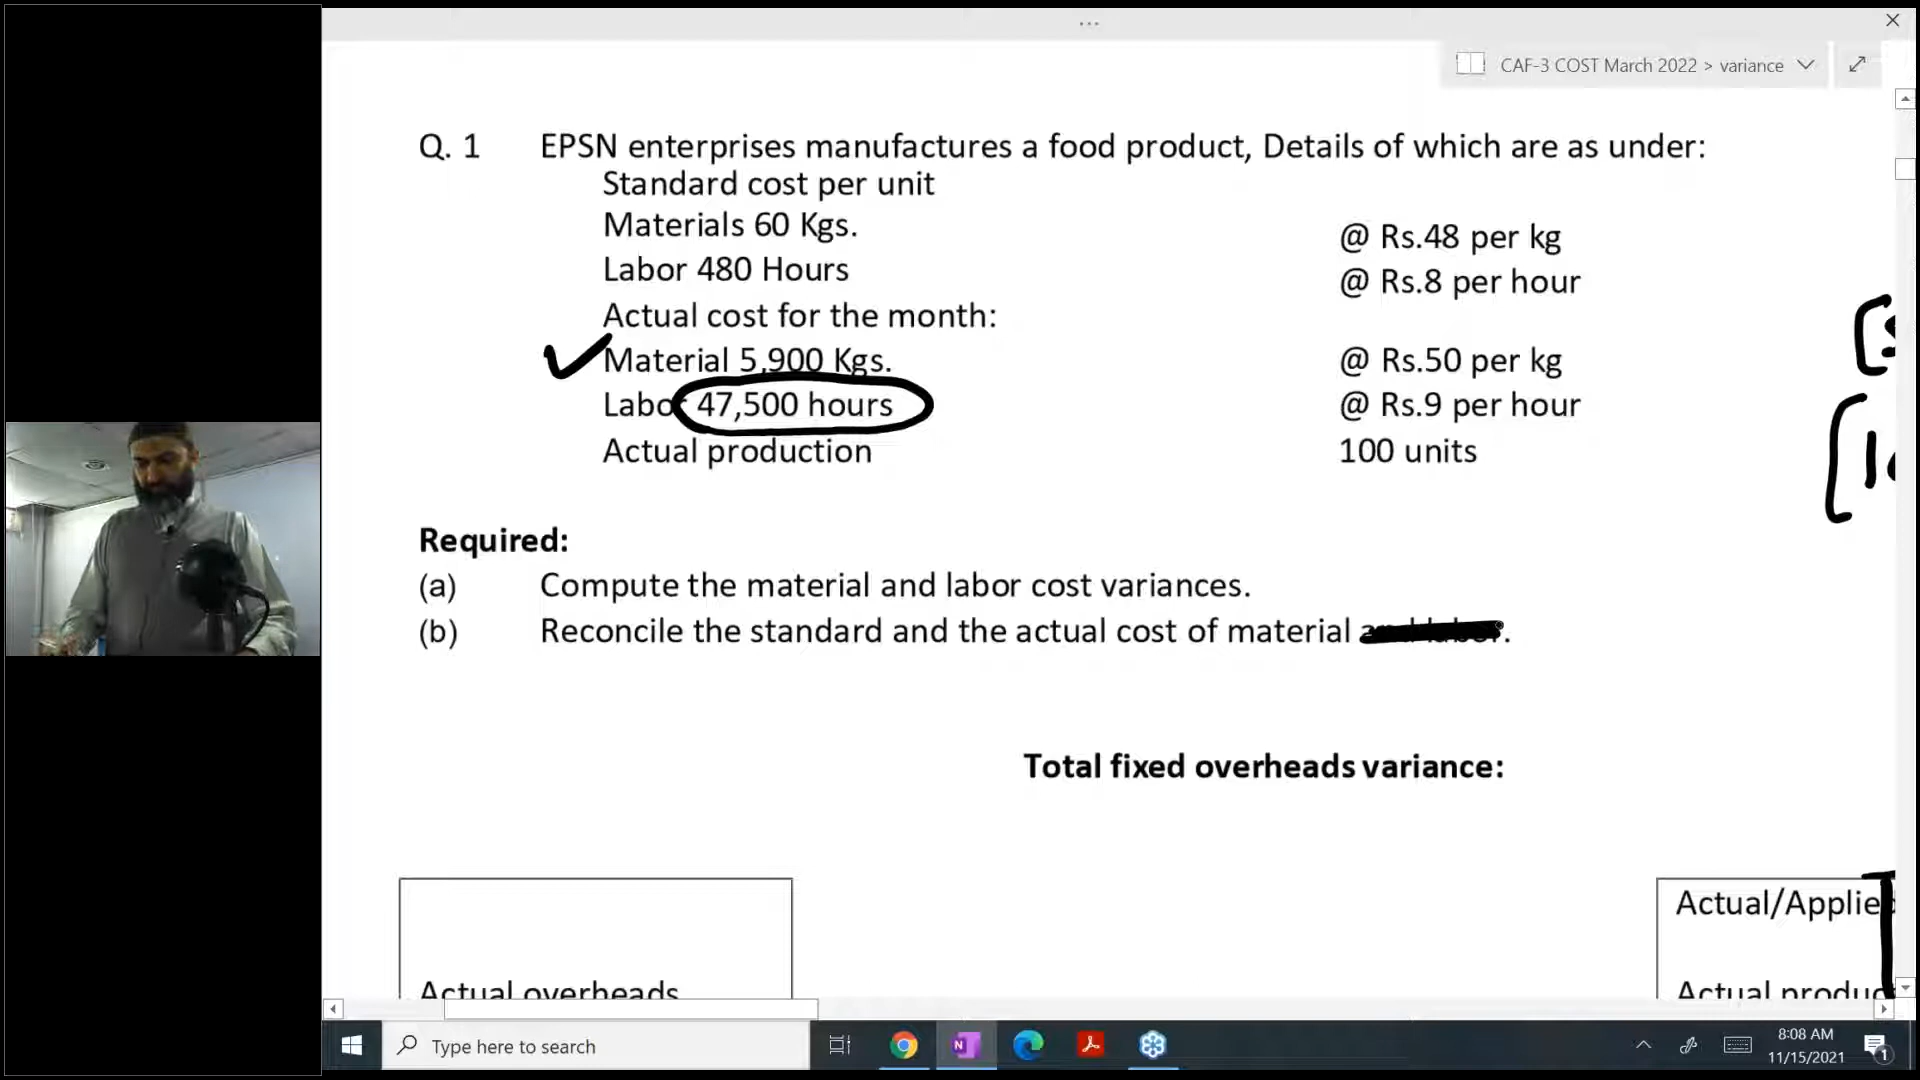 CAF-3 COST March 2022 > variance
Q. 1 EPSN enterprises manufactures a food product, Details of which are as under:
Standard cost per unit
Materials 60 Kgs. @ Rs.48 per kg
Labor 480 Hours @ Rs.8 per hour
Actual cost for the month:
Material 5,900 Kgs. @ Rs.50 per kg
Labor 47,500 hours @ Rs.9 per hour
Actual production 100 units
Required:
(a) Compute the material and labor cost variances.
(b) Reconcile the standard and the actual cost of material
Total fixed overheads variance:
Actual/Applied
Actual overheads
Type here to search
8:08 AM
11/15/2021
1